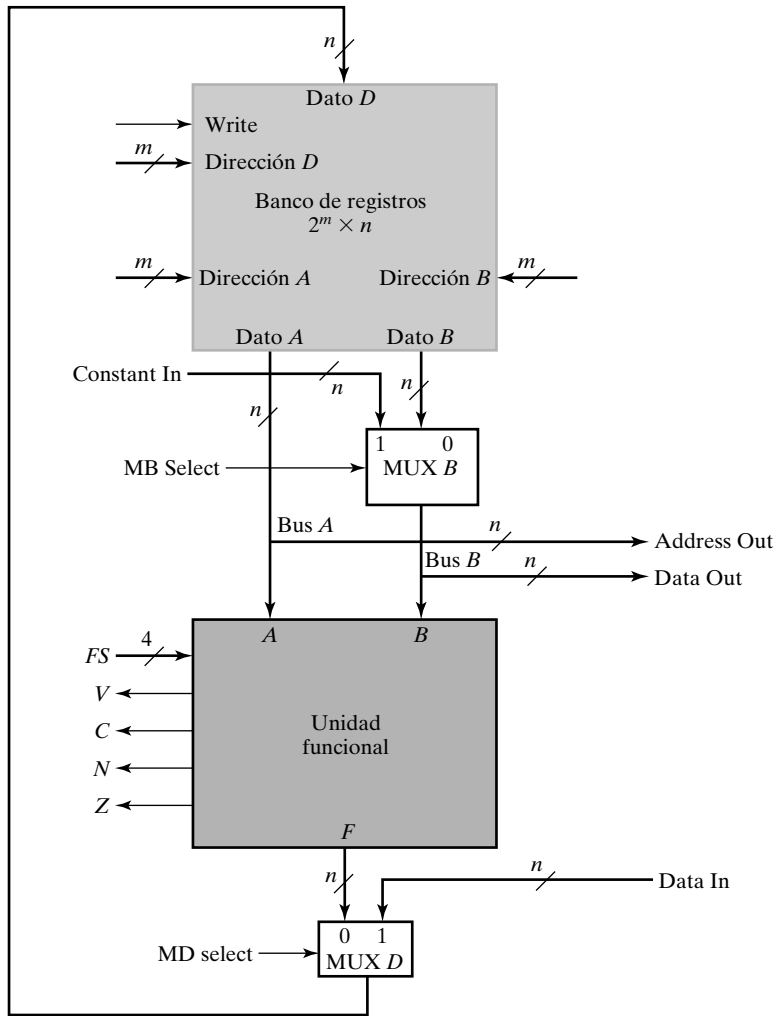 n
Dato D
Write
m
Dirección D
Banco de registros
2^m × n
m
Dirección A
Dirección B
m
Dato A
Dato B
Constant In
n
n
n
1 0
MUX B
MB Select
Bus A
n
Address Out
Bus B
n
Data Out
A
B
FS
4
V
C
N
Z
Unidad
funcional
F
n
n
Data In
0 1
MD select
MUX D